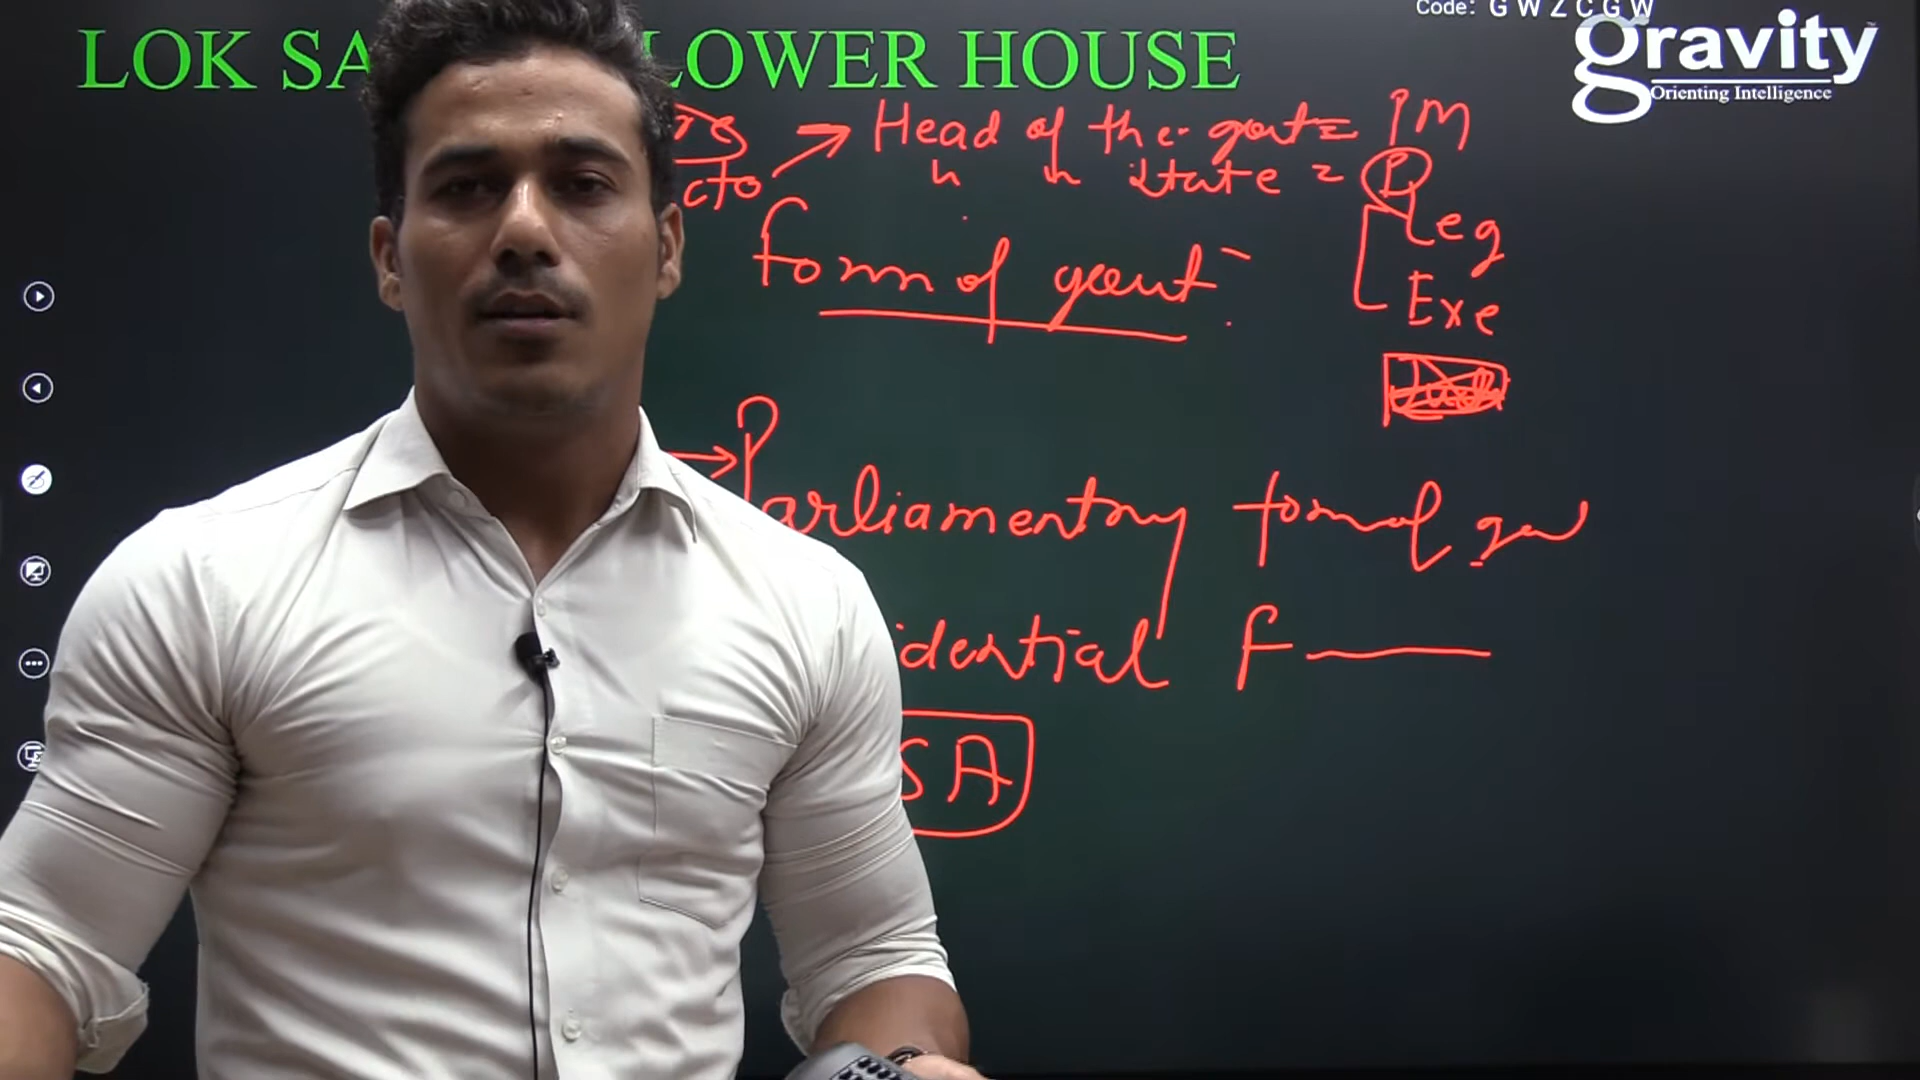 Code: G W Z C G W
LOK SA LOWER HOUSE
gravity
Orienting Intelligence
Head of the govt = PM
" " State = P
cto
Leg
form of govt
Exe
Parliamentary form of
idential F
SA